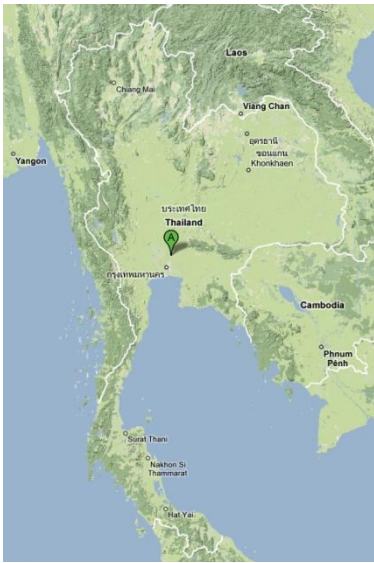 Laos
Chiang Mai
Viang Chan
อุดรธานี
Yangon
ขอนแก่น
Khonkhaen
ประเทศไทย
Thailand
A
กรุงเทพมหานคร
Cambodia
Phnum
Pénh
Surat Thani
Nakhon Si
Thammarat
Hat Yai